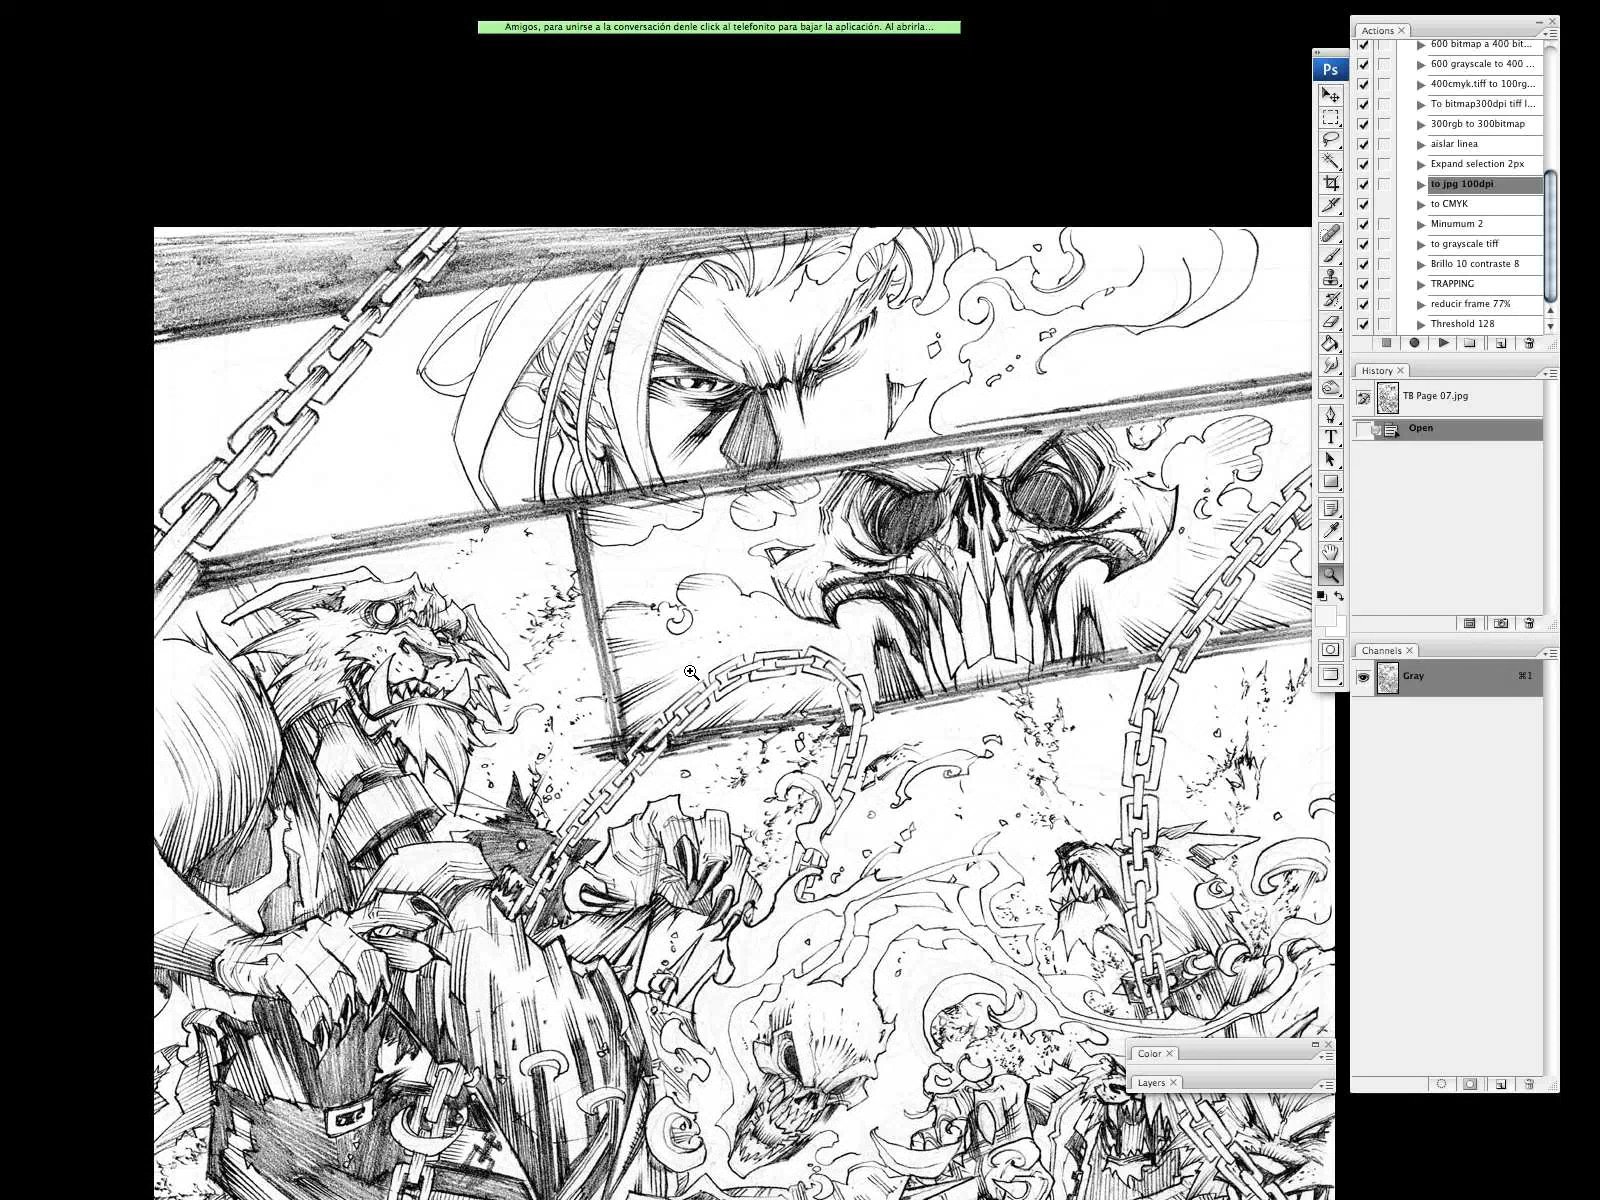 Amigos, para unirse a la conversación denle click al telefonito para bajar la aplicación. Al abrirla...
Actions
600 bitmap a 400 bit...
600 grayscale to 400 ...
400cmyk.tiff to 100rg...
To bitmap300dpi tiff l...
300rgb to 300bitmap
aislar linea
Expand selection 2px
to jpg 100dpi
to CMYK
Minumum 2
to grayscale tiff
Brillo 10 contraste 8
TRAPPING
reducir frame 77%
Threshold 128
Ps
T
History
TB Page 07.jpg
Open
Channels
Gray ⌘1
Color
Layers